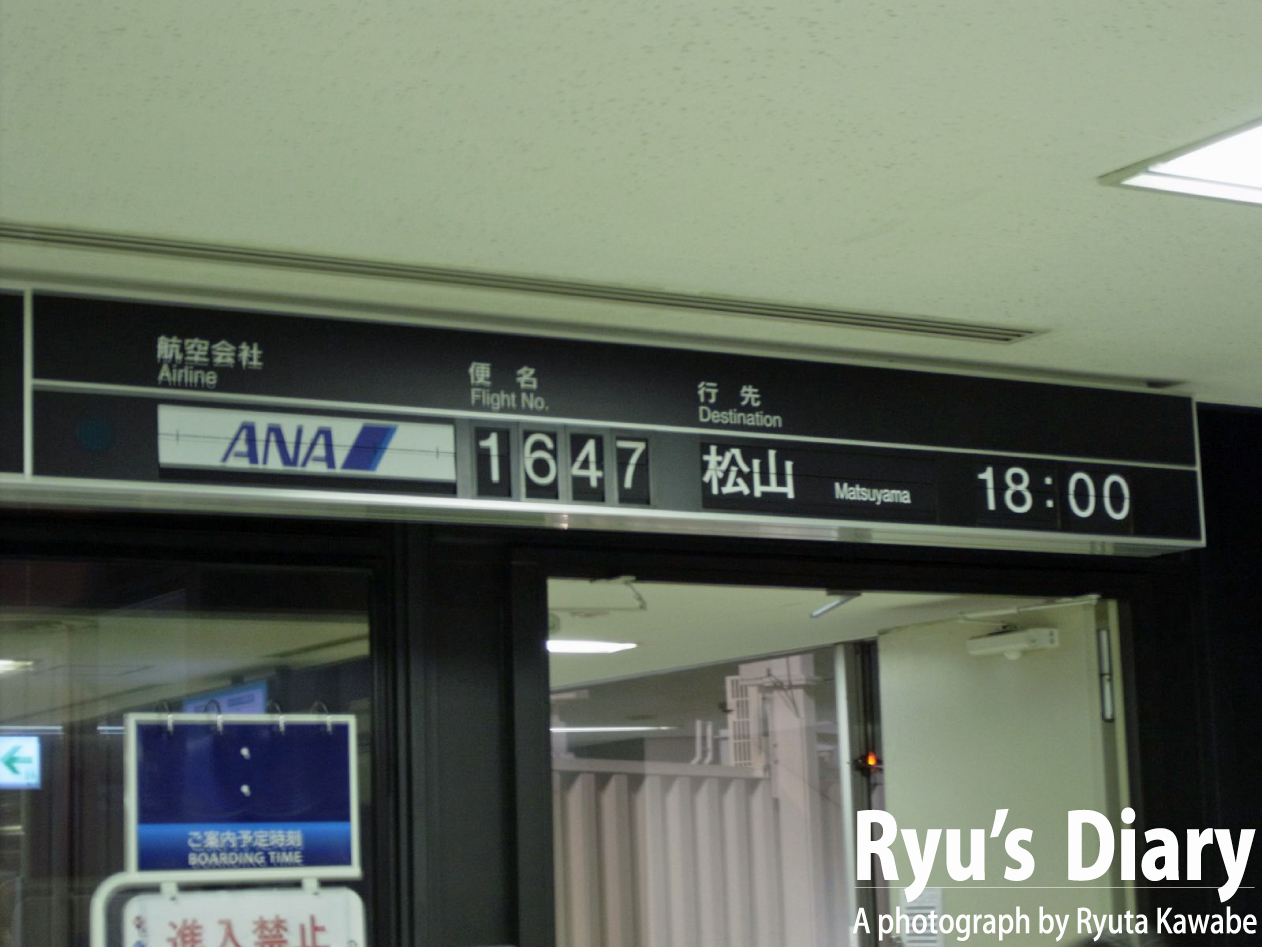 航空会社
Airline
便名
Flight No.
行先
Destination
ANA
1647
松山
Matsuyama
18:00
ご案内予定時刻
BOARDING TIME
進入禁止
Ryu's Diary
A photograph by Ryuta Kawabe